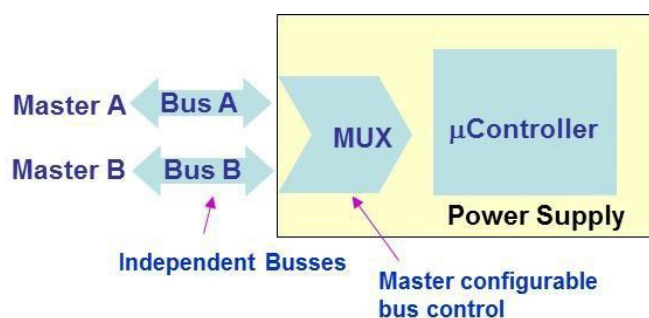 Master A
Bus A
Master B
Bus B
MUX
μController
Power Supply
Independent Busses
Master configurable
bus control